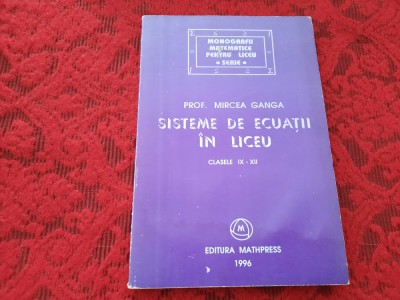 MONOGRAFII
MATEMATICE
PENTRU LICEU
• SERIE •
PROF. MIRCEA GANGA
SISTEME DE ECUAȚII
ÎN LICEU
CLASELE IX - XII
M
EDITURA MATHPRESS
1996